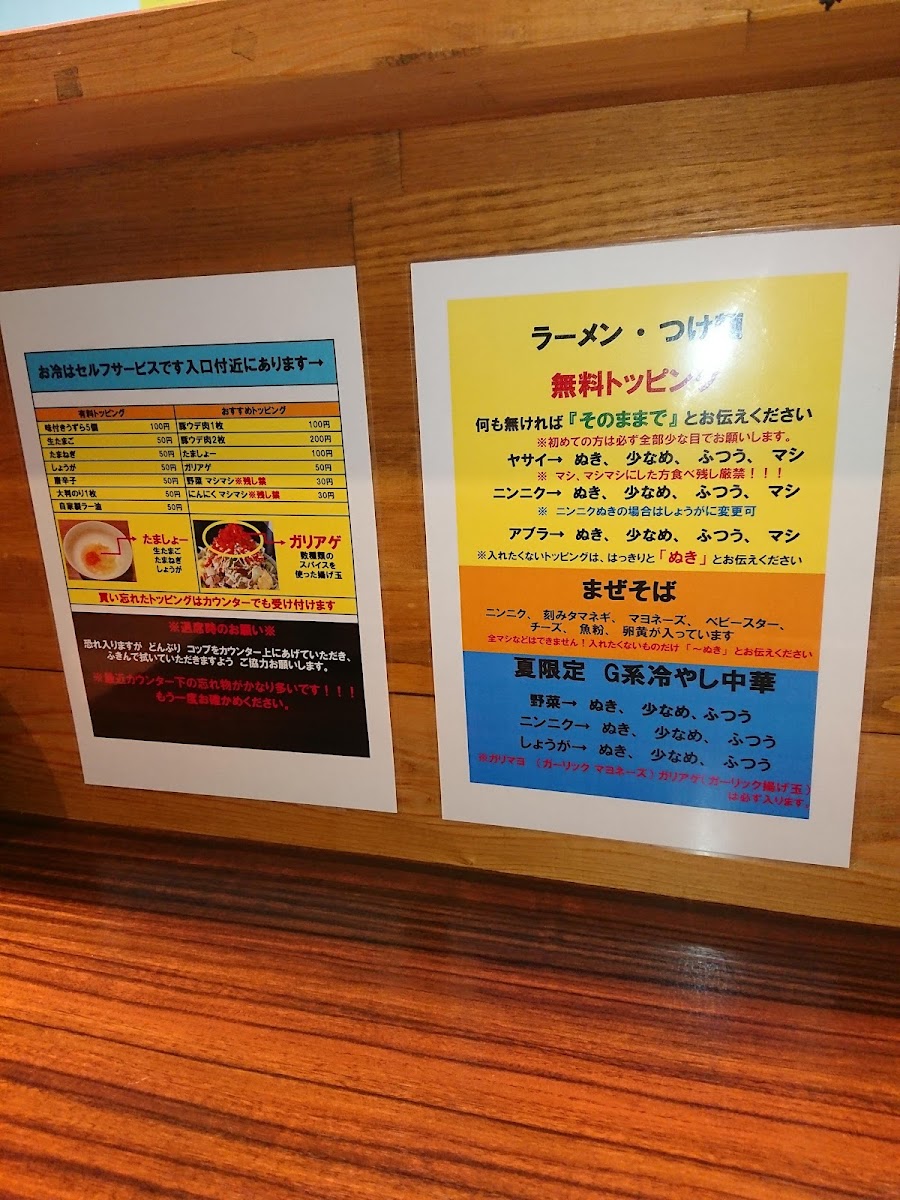 お冷はセルフサービスです入口付近にあります→
有料トッピング おすすめトッピング
味付きうずら5個 100円 豚ウデ肉1枚 100円
生たまご 50円 豚ウデ肉2枚 200円
たまねぎ 50円 たましょー 100円
しょうが 50円 ガリアゲ 50円
唐辛子 50円 野菜 マシマシ※残し禁 30円
大判のり1枚 50円 にんにく マシマシ※残し禁 30円
自家製ラー油 50円
たましょー
生たまご
たまねぎ
しょうが
ガリアゲ
数種類の
スパイスを
使った揚げ玉
買い忘れたトッピングはカウンターでも受け付けます
※退席時のお願い※
恐れ入りますが どんぶり コップをカウンター上にあげていただき、
ふきんで拭いていただきますよう ご協力お願いします。
※最近カウンター下の忘れ物がかなり多いです！！！
もう一度お確かめください。
ラーメン・つけ麺
無料トッピング
何も無ければ『そのままで』とお伝えください
※初めての方は必ず全部少な目でお願いします。
ヤサイ→ ぬき、 少なめ、 ふつう、 マシ
※ マシ、マシマシにした方食べ残し厳禁！！！
ニンニク→ ぬき、 少なめ、 ふつう、 マシ
※ ニンニクぬきの場合はしょうがに変更可
アブラ→ ぬき、 少なめ、 ふつう、 マシ
※入れたくないトッピングは、はっきりと「ぬき」とお伝えください
まぜそば
ニンニク、 刻みタマネギ、 マヨネーズ、 ベビースター、
チーズ、 魚粉、 卵黄が入っています
全マシなどはできません！入れたくないものだけ「～ぬき」とお伝えください
夏限定 G系冷やし中華
野菜→ ぬき、 少なめ、ふつう
ニンニク→ ぬき、 少なめ、 ふつう
しょうが→ ぬき、 少なめ、 ふつう
※ガリマヨ （ガーリック マヨネーズ）ガリアゲ（ガーリック揚げ玉）
は必ず入ります。